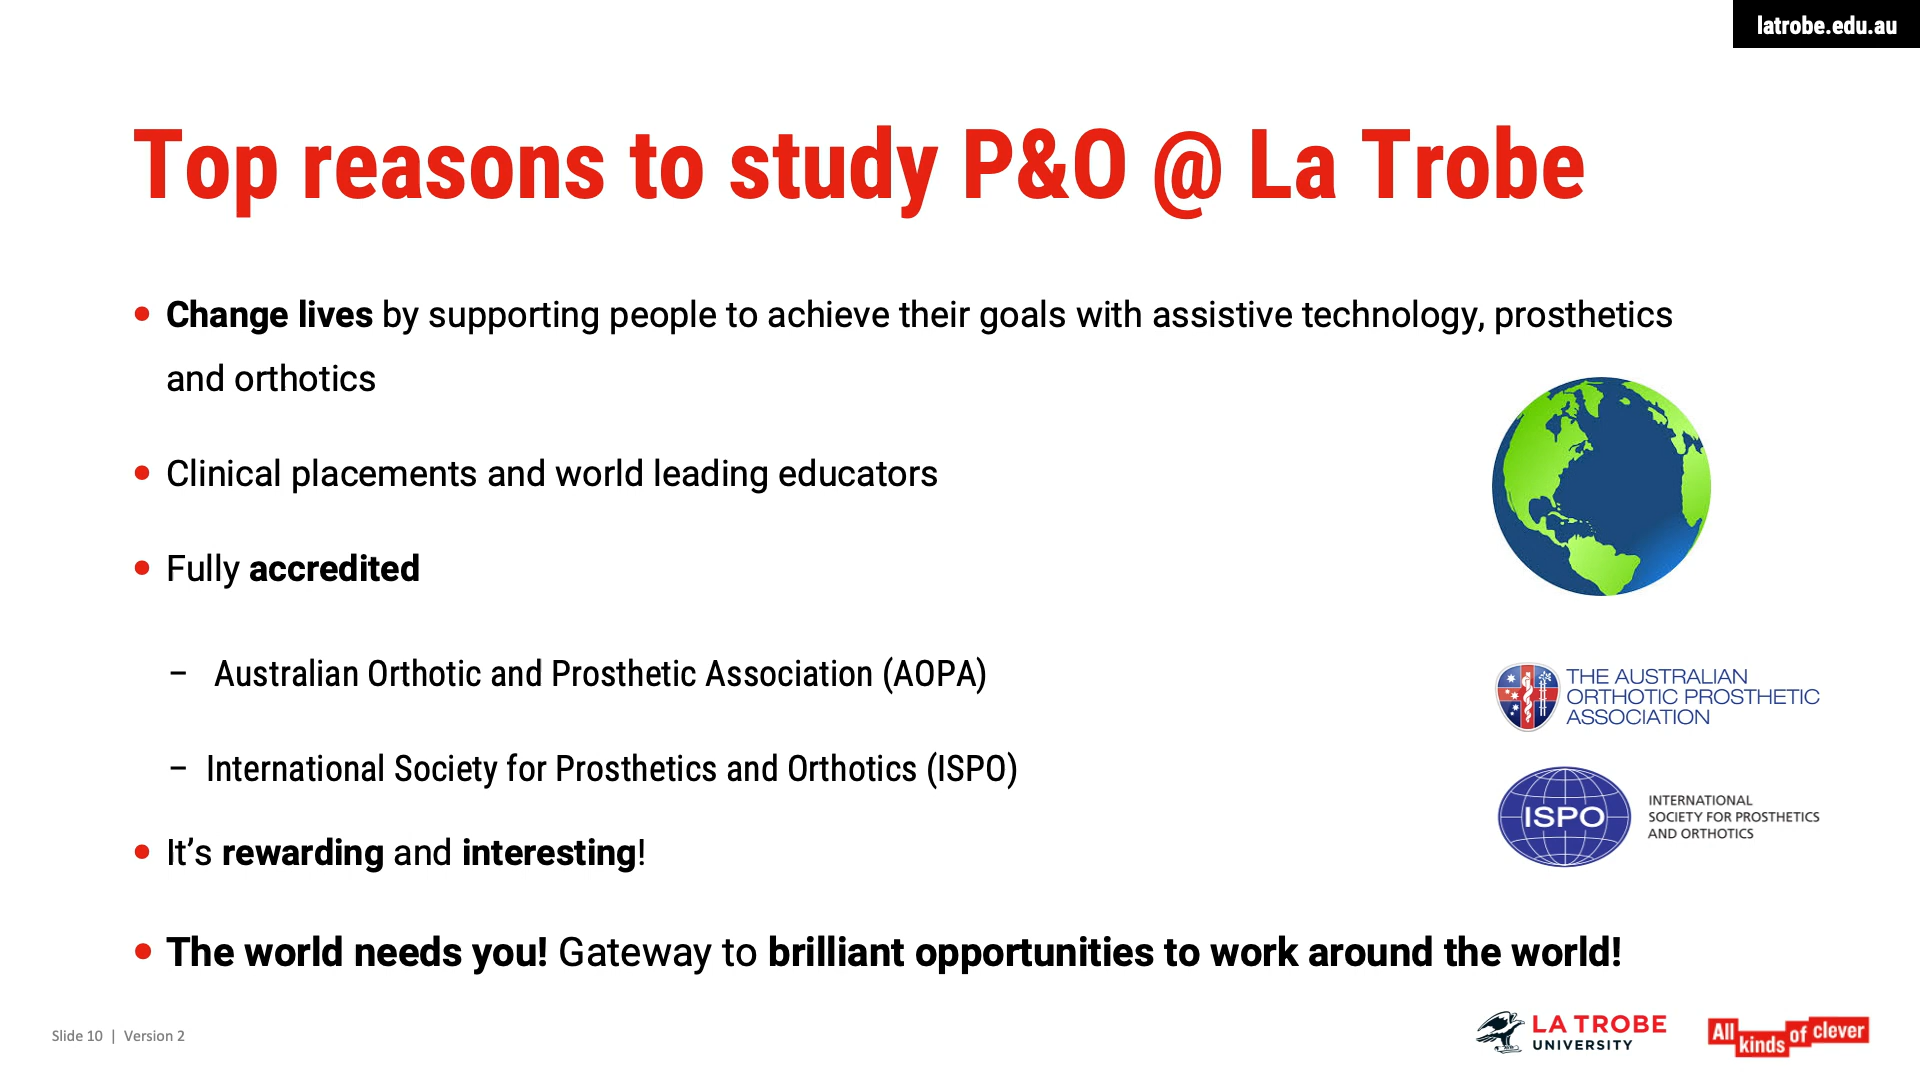 latrobe.edu.au
Top reasons to study P&O @ La Trobe
• Change lives by supporting people to achieve their goals with assistive technology, prosthetics
and orthotics
• Clinical placements and world leading educators
• Fully accredited
– Australian Orthotic and Prosthetic Association (AOPA)
– International Society for Prosthetics and Orthotics (ISPO)
• It’s rewarding and interesting!
• The world needs you! Gateway to brilliant opportunities to work around the world!
THE AUSTRALIAN
ORTHOTIC PROSTHETIC
ASSOCIATION
ISPO
INTERNATIONAL
SOCIETY FOR PROSTHETICS
AND ORTHOTICS
Slide 10 | Version 2
LA TROBE
UNIVERSITY
All kinds of clever